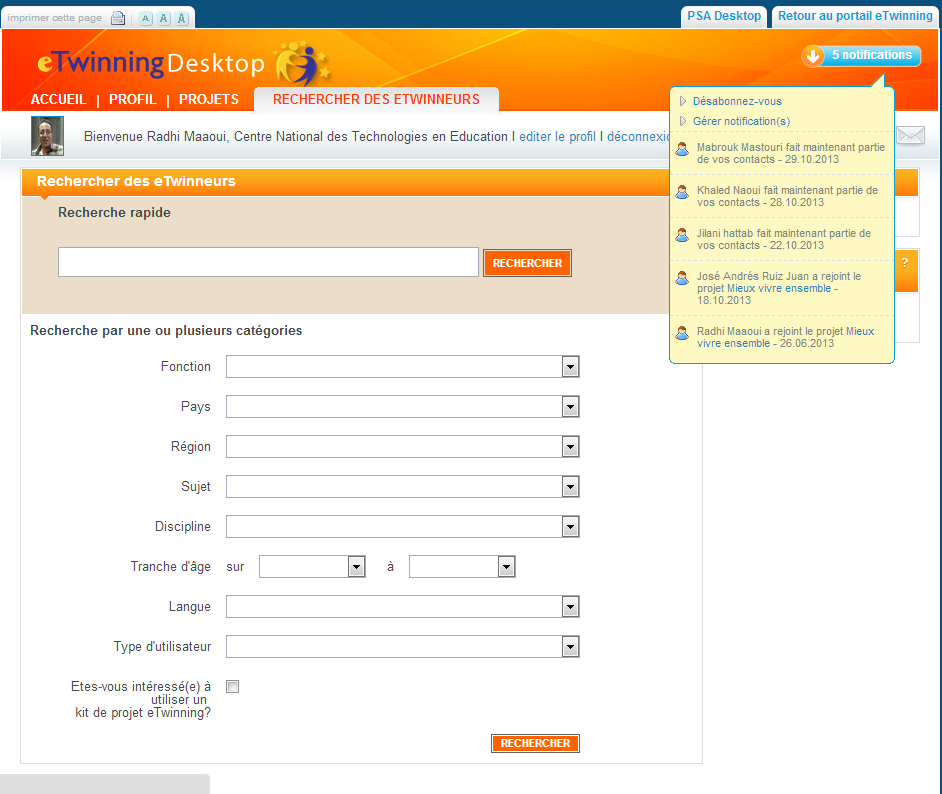 imprimer cette page A A A
PSA Desktop Retour au portail eTwinning
eTwinning Desktop
5 notifications
ACCUEIL | PROFIL | PROJETS RECHERCHER DES ETWINNEURS
Désabonnez-vous
Gérer notification(s)
Mabrouk Mastouri fait maintenant partie
de vos contacts - 29.10.2013
Khaled Naoui fait maintenant partie de
vos contacts - 28.10.2013
Jilani hattab fait maintenant partie de
vos contacts - 22.10.2013
José Andrés Ruiz Juan a rejoint le
projet Mieux vivre ensemble -
18.10.2013
Radhi Maaoui a rejoint le projet Mieux
vivre ensemble - 26.06.2013
Bienvenue Radhi Maaoui, Centre National des Technologies en Education I editer le profil I déconnexio
Rechercher des eTwinneurs
Recherche rapide
RECHERCHER
?
Recherche par une ou plusieurs catégories
Fonction
Pays
Région
Sujet
Discipline
Tranche d'âge sur à
Langue
Type d'utilisateur
Etes-vous intéressé(e) à
utiliser un
kit de projet eTwinning?
RECHERCHER